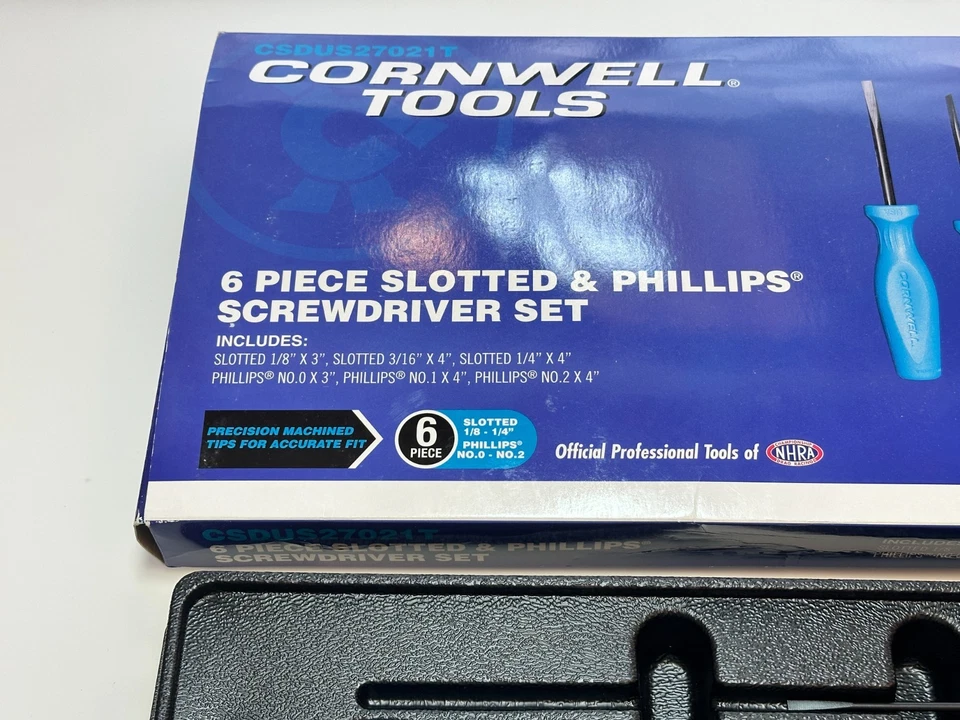 CSDUS27021T
CORNWELL®
TOOLS
6 PIECE SLOTTED & PHILLIPS®
SCREWDRIVER SET
INCLUDES:
SLOTTED 1/8” X 3”, SLOTTED 3/16” X 4”, SLOTTED 1/4” X 4”
PHILLIPS® NO.0 X 3”, PHILLIPS® NO.1 X 4”, PHILLIPS® NO.2 X 4”
PRECISION MACHINED
TIPS FOR ACCURATE FIT
6
PIECE
SLOTTED
1/8 - 1/4”
PHILLIPS®
NO.0 - NO.2
Official Professional Tools of
NHRA
CORNWELL
CSDUS27021T
6 PIECE SLOTTED & PHILLIPS®
SCREWDRIVER SET
INCLUDES